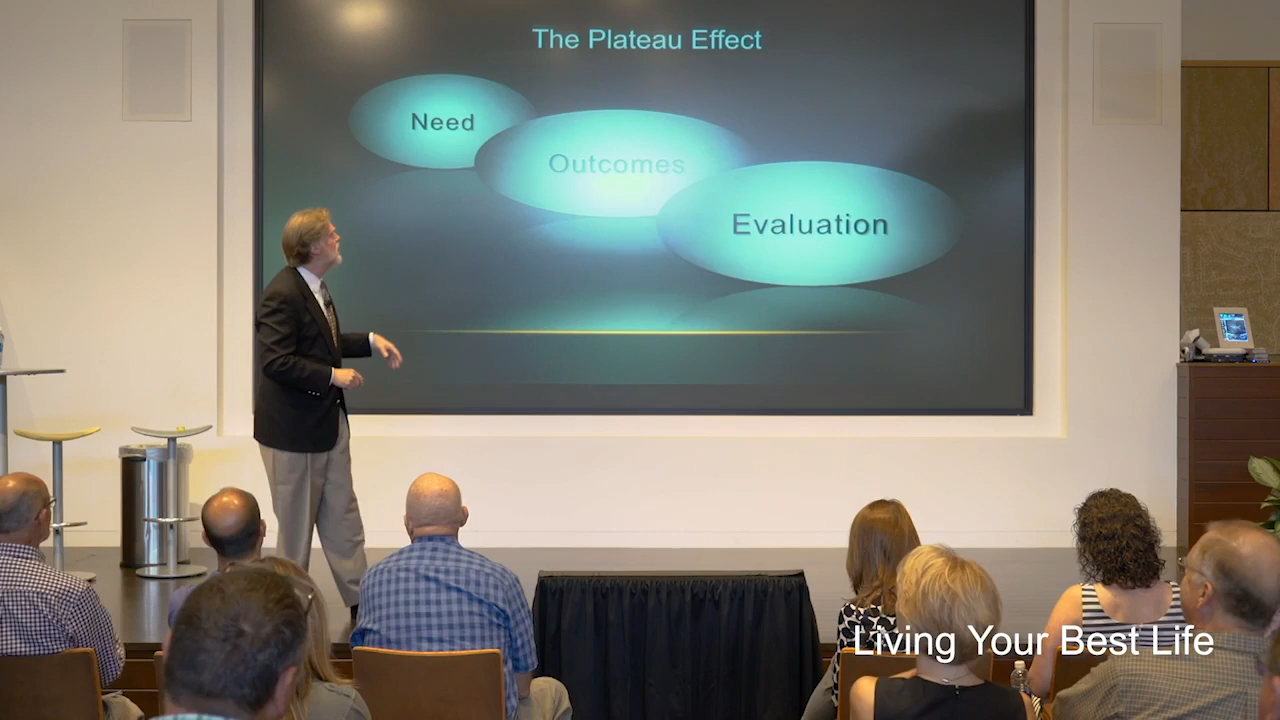 The Plateau Effect
Need
Outcomes
Evaluation
Living Your Best Life